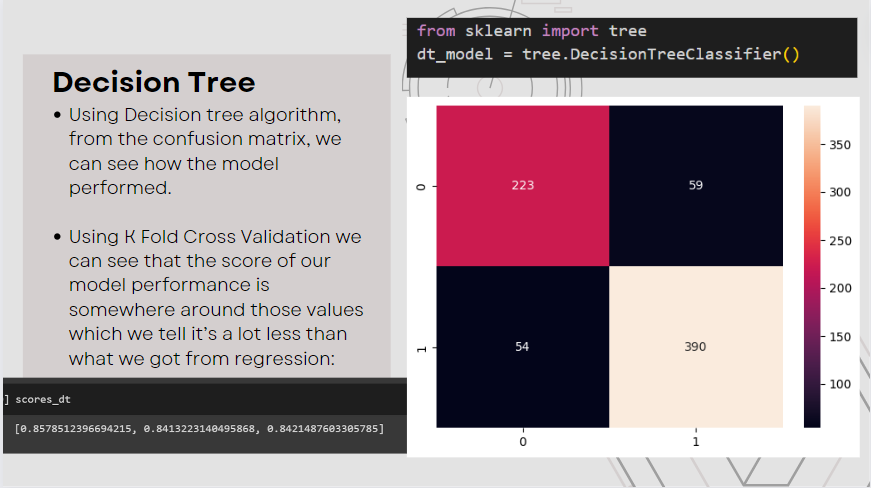 from sklearn import tree
dt_model = tree.DecisionTreeClassifier()
Decision Tree
• Using Decision tree algorithm,
from the confusion matrix, we
can see how the model
performed.
• Using K Fold Cross Validation we
can see that the score of our
model performance is
somewhere around those values
which we tell it's a lot less than
what we got from regression:
] scores_dt
[0.8578512396694215, 0.8413223140495868, 0.8421487603305785]
0
223
59
1
54
390
0
1
350
300
250
200
150
100